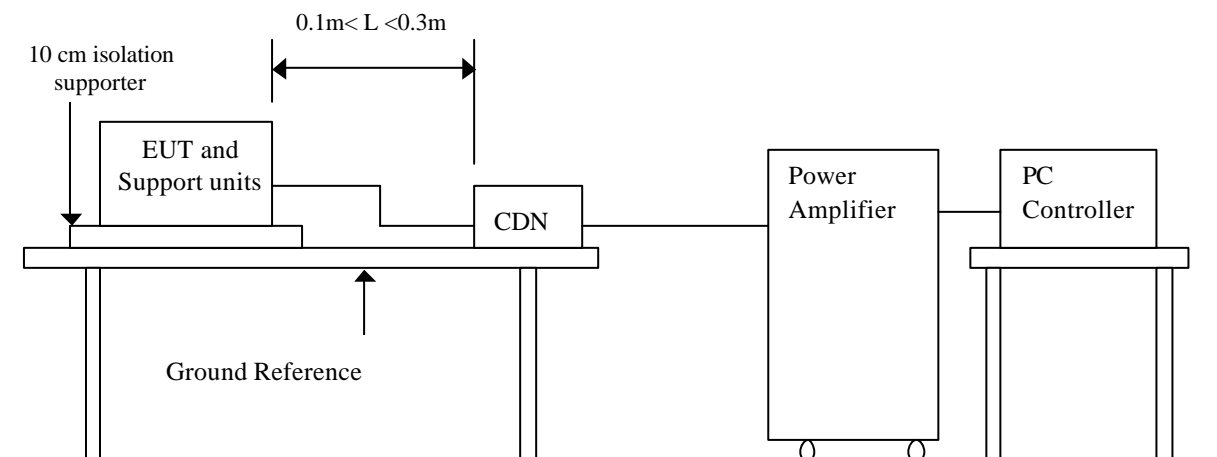 0.1m< L <0.3m
10 cm isolation
supporter
EUT and
Support units
CDN
Power
Amplifier
PC
Controller
Ground Reference